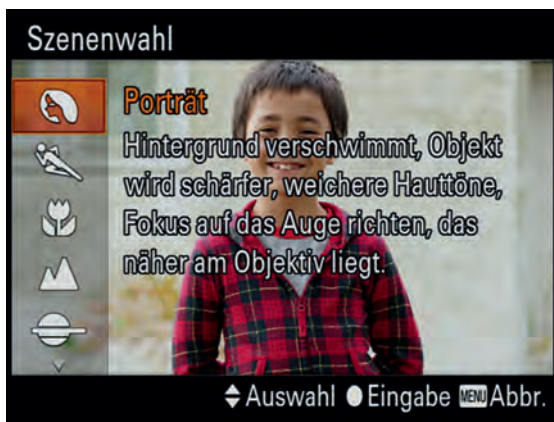 Szenenwahl
Porträt
Hintergrund verschwimmt, Objekt
wird schärfer, weichere Hauttöne,
Fokus auf das Auge richten, das
näher am Objektiv liegt.
Auswahl Eingabe MENU Abbr.